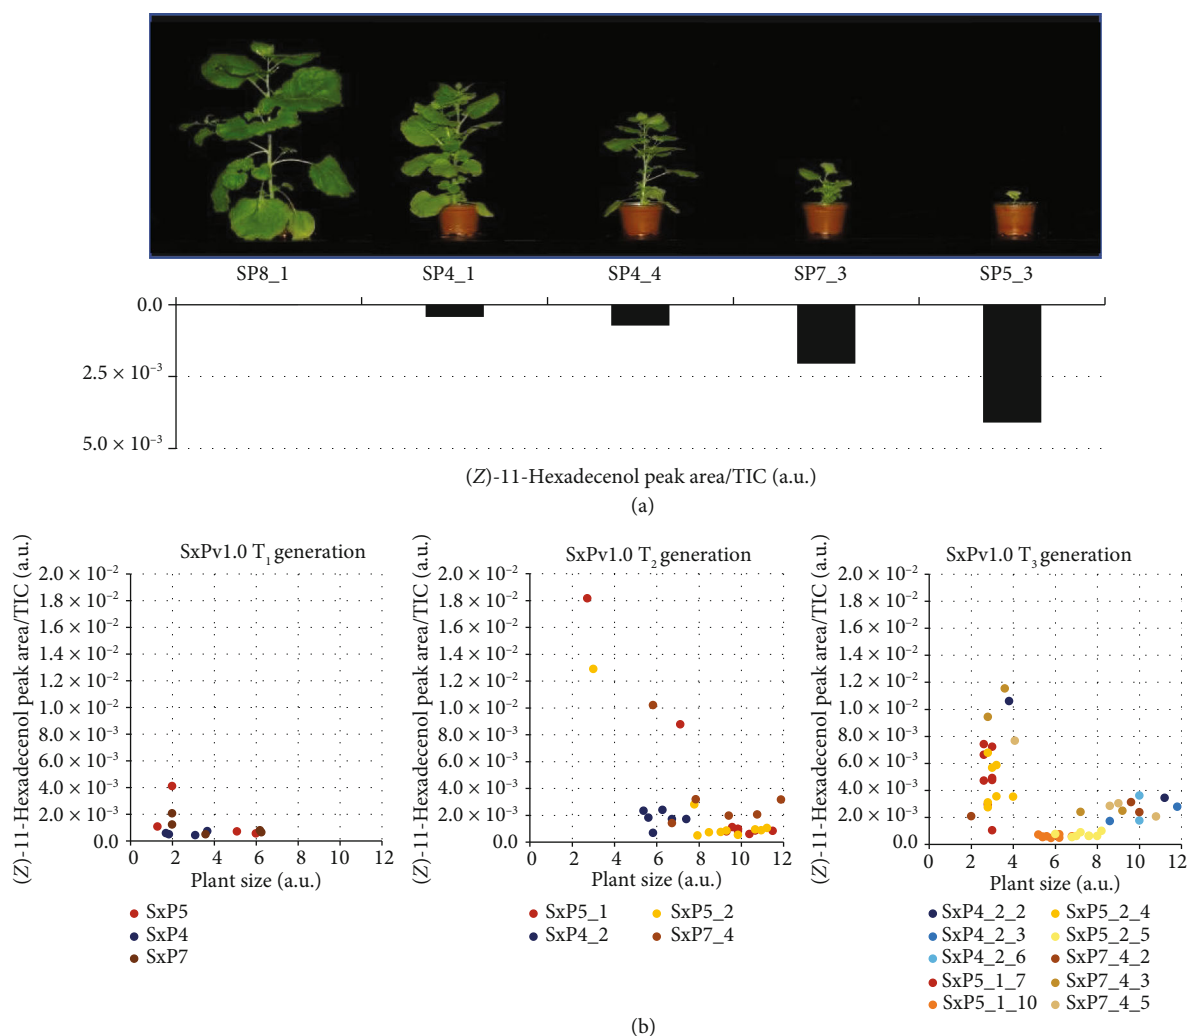 SP8_1 SP4_1 SP4_4 SP7_3 SP5_3
0.0
2.5 × 10⁻³
5.0 × 10⁻³
(Z)-11-Hexadecenol peak area/TIC (a.u.)
(a)
SxPv1.0 T₁ generation
(Z)-11-Hexadecenol peak area/TIC (a.u.)
2.0 × 10⁻²
1.8 × 10⁻²
1.6 × 10⁻²
1.4 × 10⁻²
1.2 × 10⁻²
1.0 × 10⁻²
8.0 × 10⁻³
6.0 × 10⁻³
4.0 × 10⁻³
2.0 × 10⁻³
0.0
0 2 4 6 8 10 12
Plant size (a.u.)
SxP5
SxP4
SxP7
SxPv1.0 T₂ generation
(Z)-11-Hexadecenol peak area/TIC (a.u.)
2.0 × 10⁻²
1.8 × 10⁻²
1.6 × 10⁻²
1.4 × 10⁻²
1.2 × 10⁻²
1.0 × 10⁻²
8.0 × 10⁻³
6.0 × 10⁻³
4.0 × 10⁻³
2.0 × 10⁻³
0.0
0 2 4 6 8 10 12
Plant size (a.u.)
SxP5_1 SxP5_2
SxP4_2 SxP7_4
SxPv1.0 T₃ generation
(Z)-11-Hexadecenol peak area/TIC (a.u.)
2.0 × 10⁻²
1.8 × 10⁻²
1.6 × 10⁻²
1.4 × 10⁻²
1.2 × 10⁻²
1.0 × 10⁻²
8.0 × 10⁻³
6.0 × 10⁻³
4.0 × 10⁻³
2.0 × 10⁻³
0.0
0 2 4 6 8 10 12
Plant size (a.u.)
SxP4_2_2 SxP5_2_4
SxP4_2_3 SxP5_2_5
SxP4_2_6 SxP7_4_2
SxP5_1_7 SxP7_4_3
SxP5_1_10 SxP7_4_5
(b)